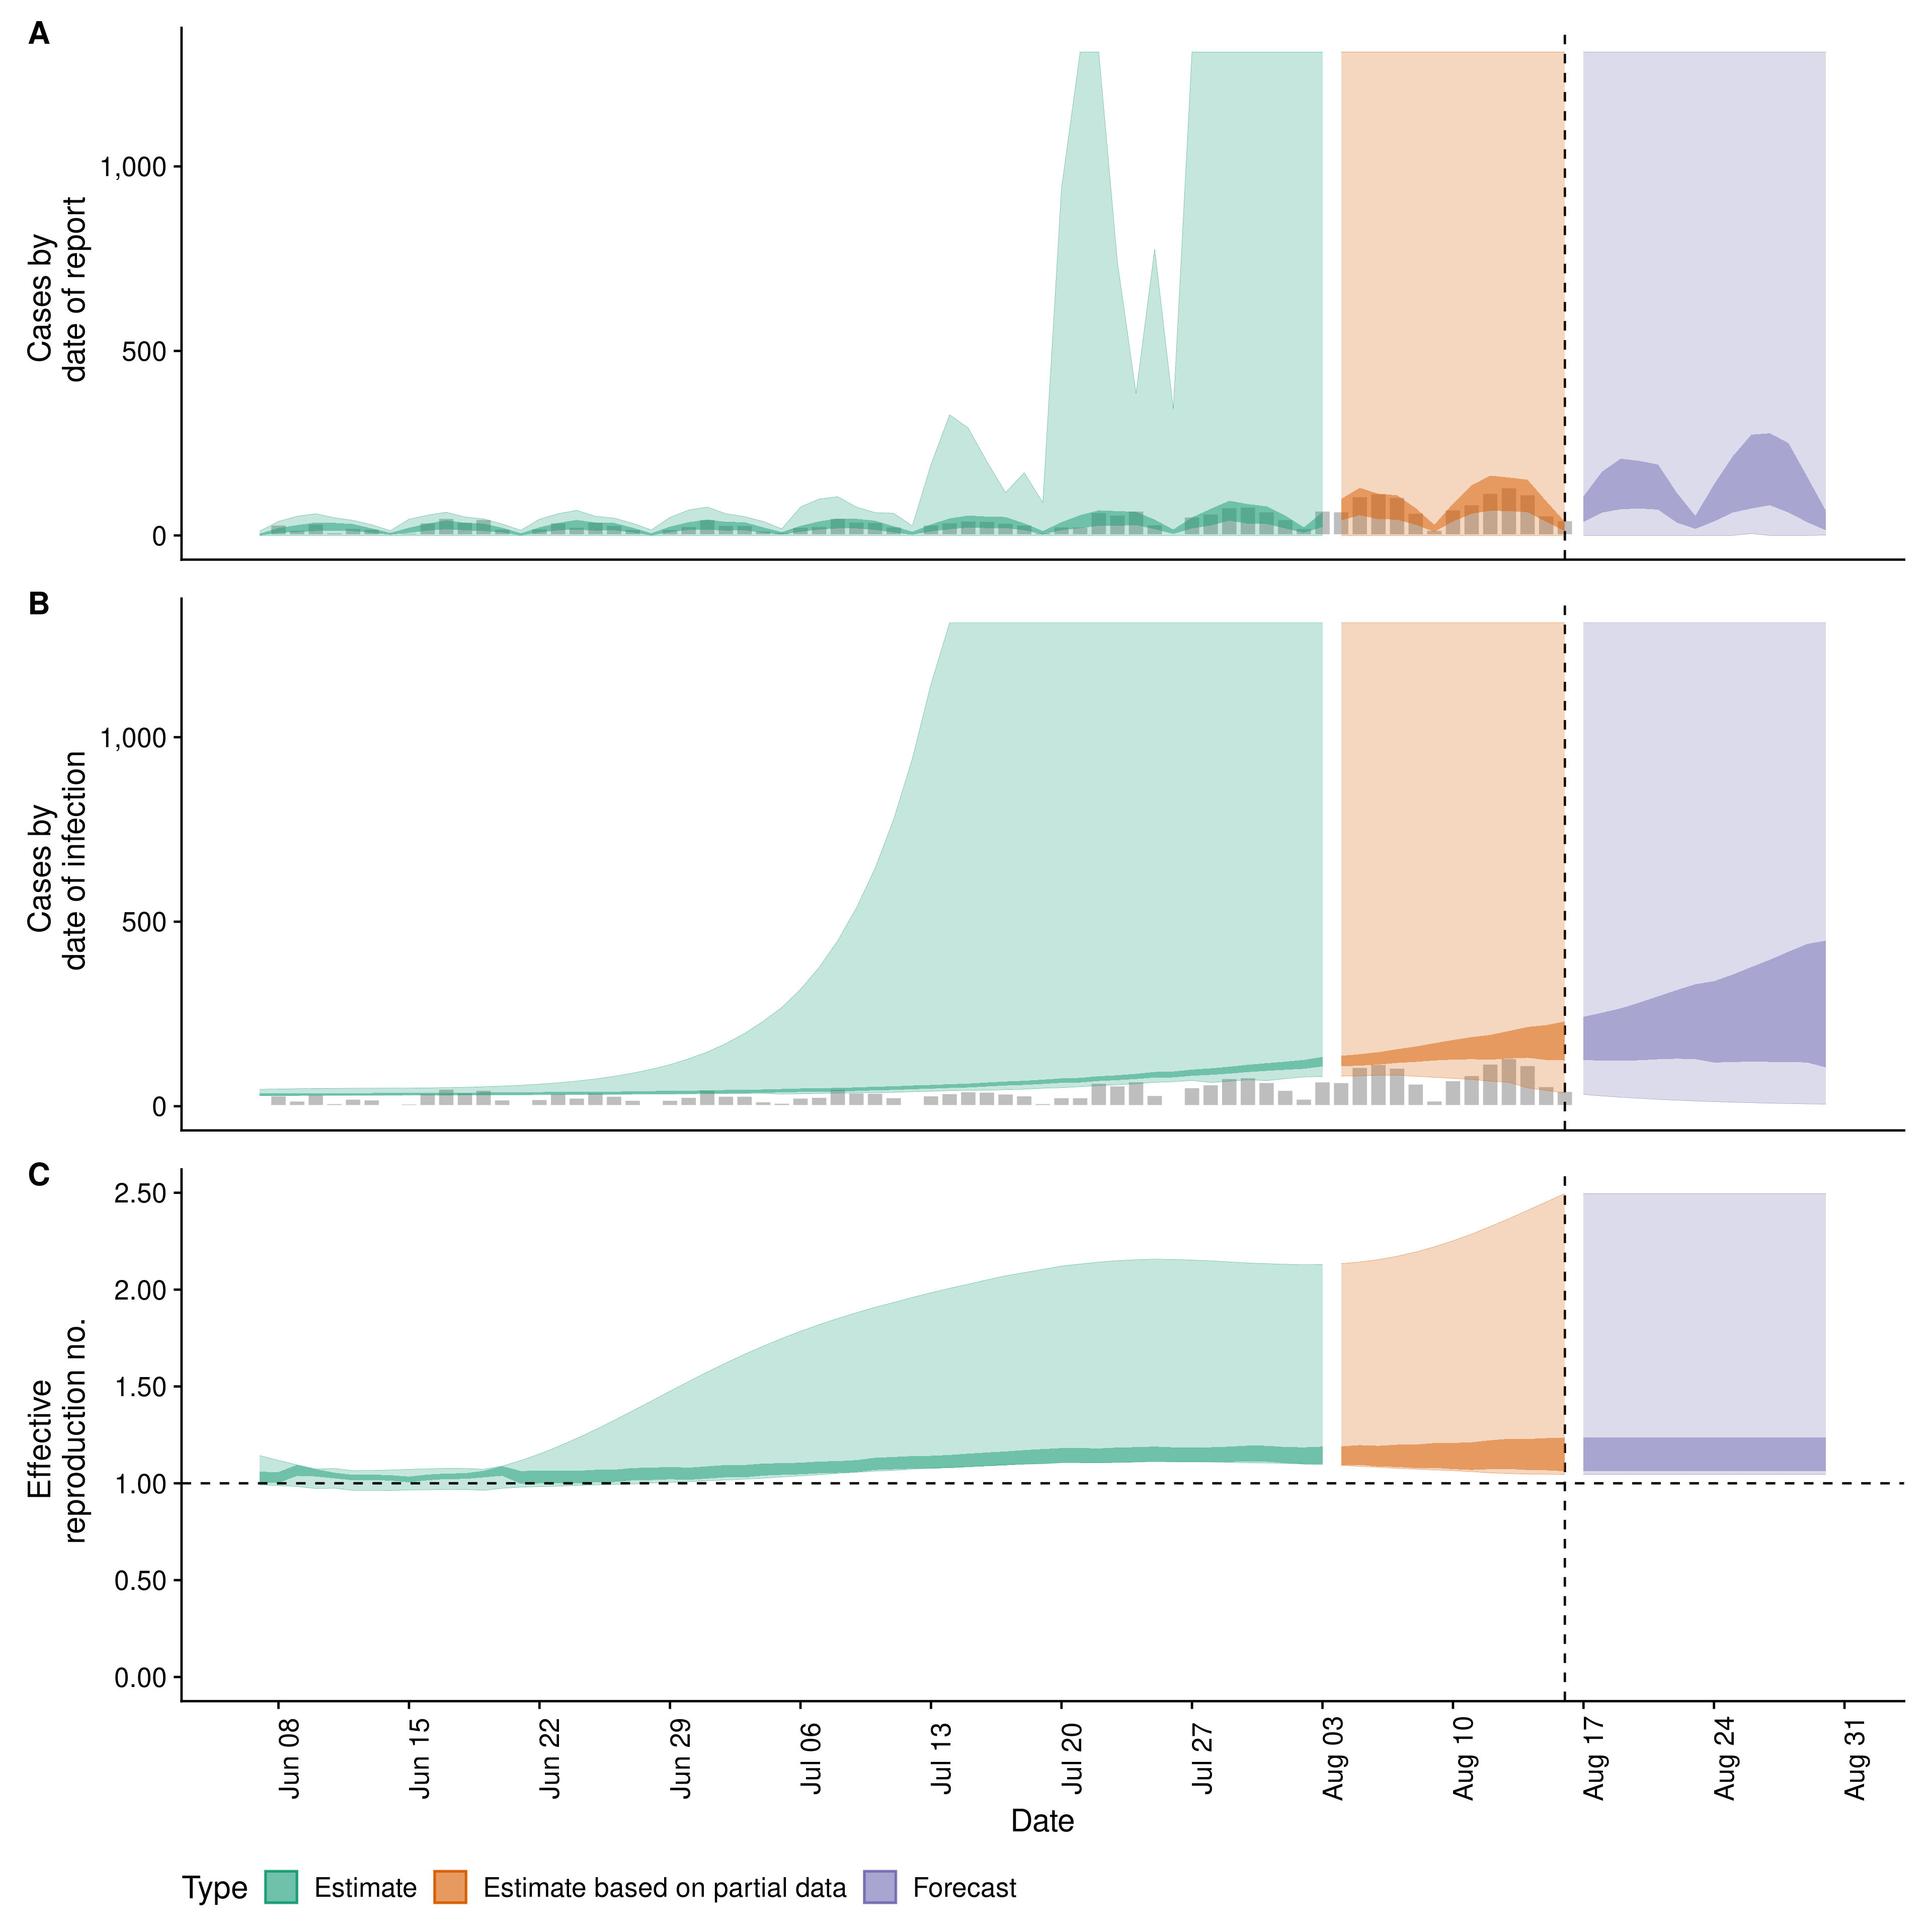 A
Cases by
date of report
1,000
500
0
B
Cases by
date of infection
1,000
500
0
C
Effective
reproduction no.
2.50
2.00
1.50
1.00
0.50
0.00
Jun 08
Jun 15
Jun 22
Jun 29
Jul 06
Jul 13
Jul 20
Jul 27
Aug 03
Aug 10
Aug 17
Aug 24
Aug 31
Date
Type Estimate Estimate based on partial data Forecast